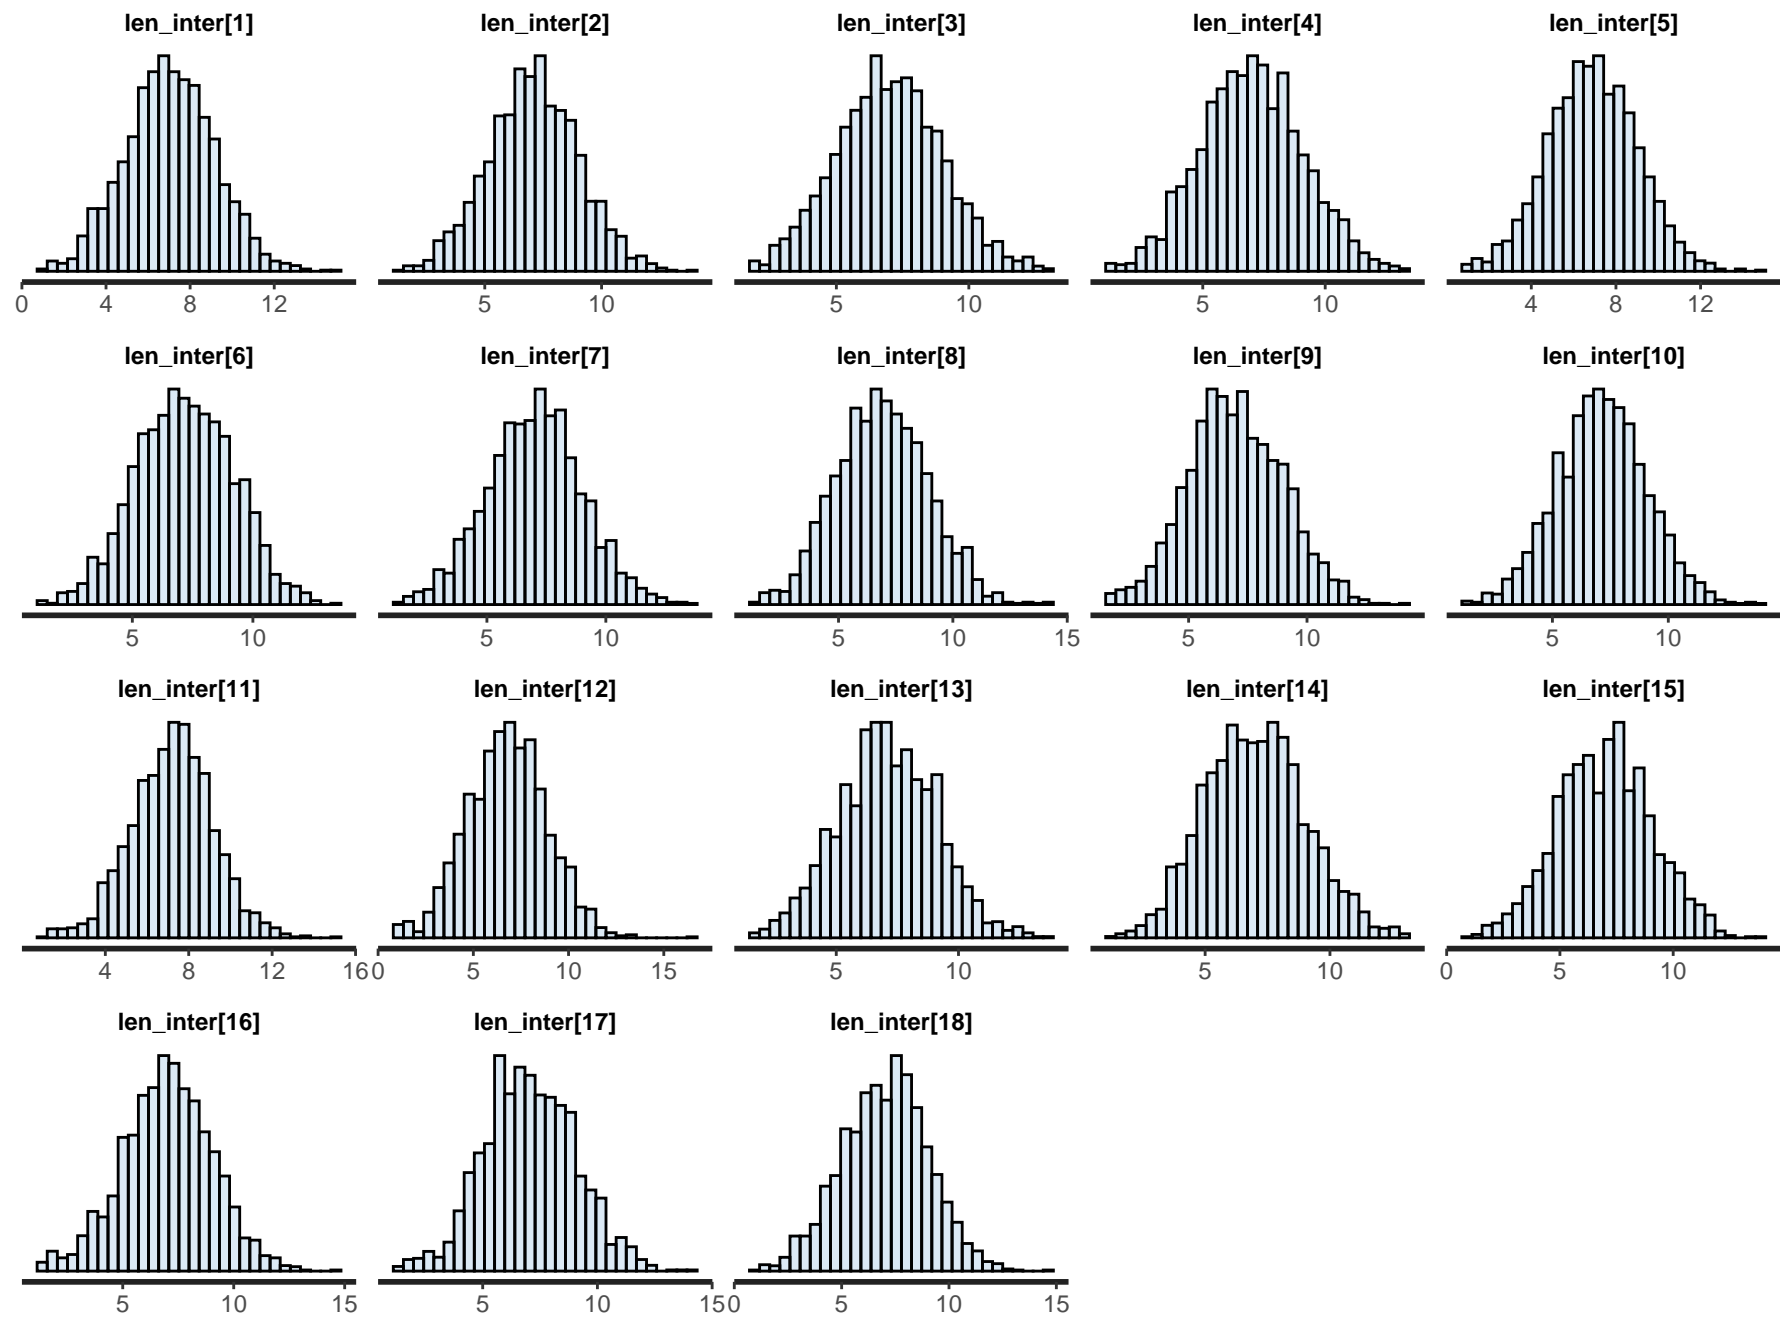 len_inter[1] len_inter[2] len_inter[3] len_inter[4] len_inter[5]
0 4 8 12 5 10 5 10 5 10 4 8 12
len_inter[6] len_inter[7] len_inter[8] len_inter[9] len_inter[10]
5 10 5 10 5 10 15 5 10 5 10
len_inter[11] len_inter[12] len_inter[13] len_inter[14] len_inter[15]
4 8 12 16 0 5 10 15 5 10 5 10 0 5 10
len_inter[16] len_inter[17] len_inter[18]
5 10 15 5 10 15 0 5 10 15